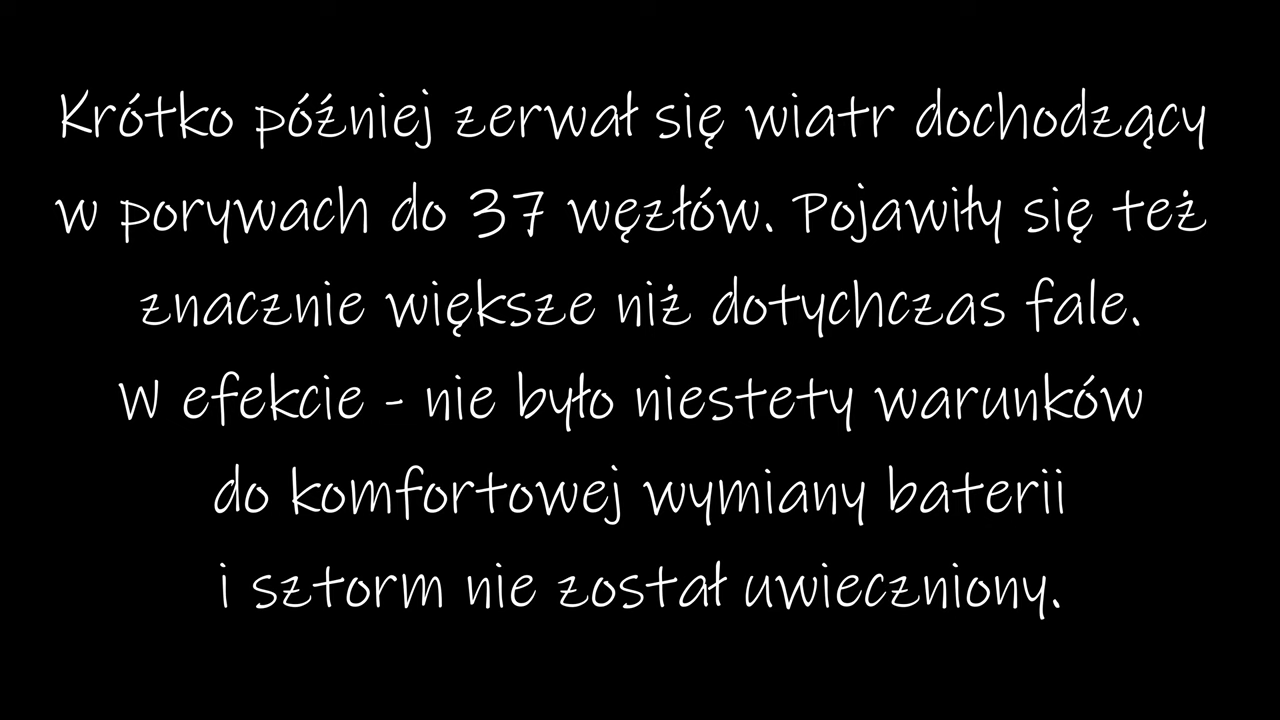 Krótko później zerwał się wiatr dochodzący
w porywach do 37 węzłów. Pojawiły się też
znacznie większe niż dotychczas fale.
W efekcie - nie było niestety warunków
do komfortowej wymiany baterii
i sztorm nie został uwieczniony.